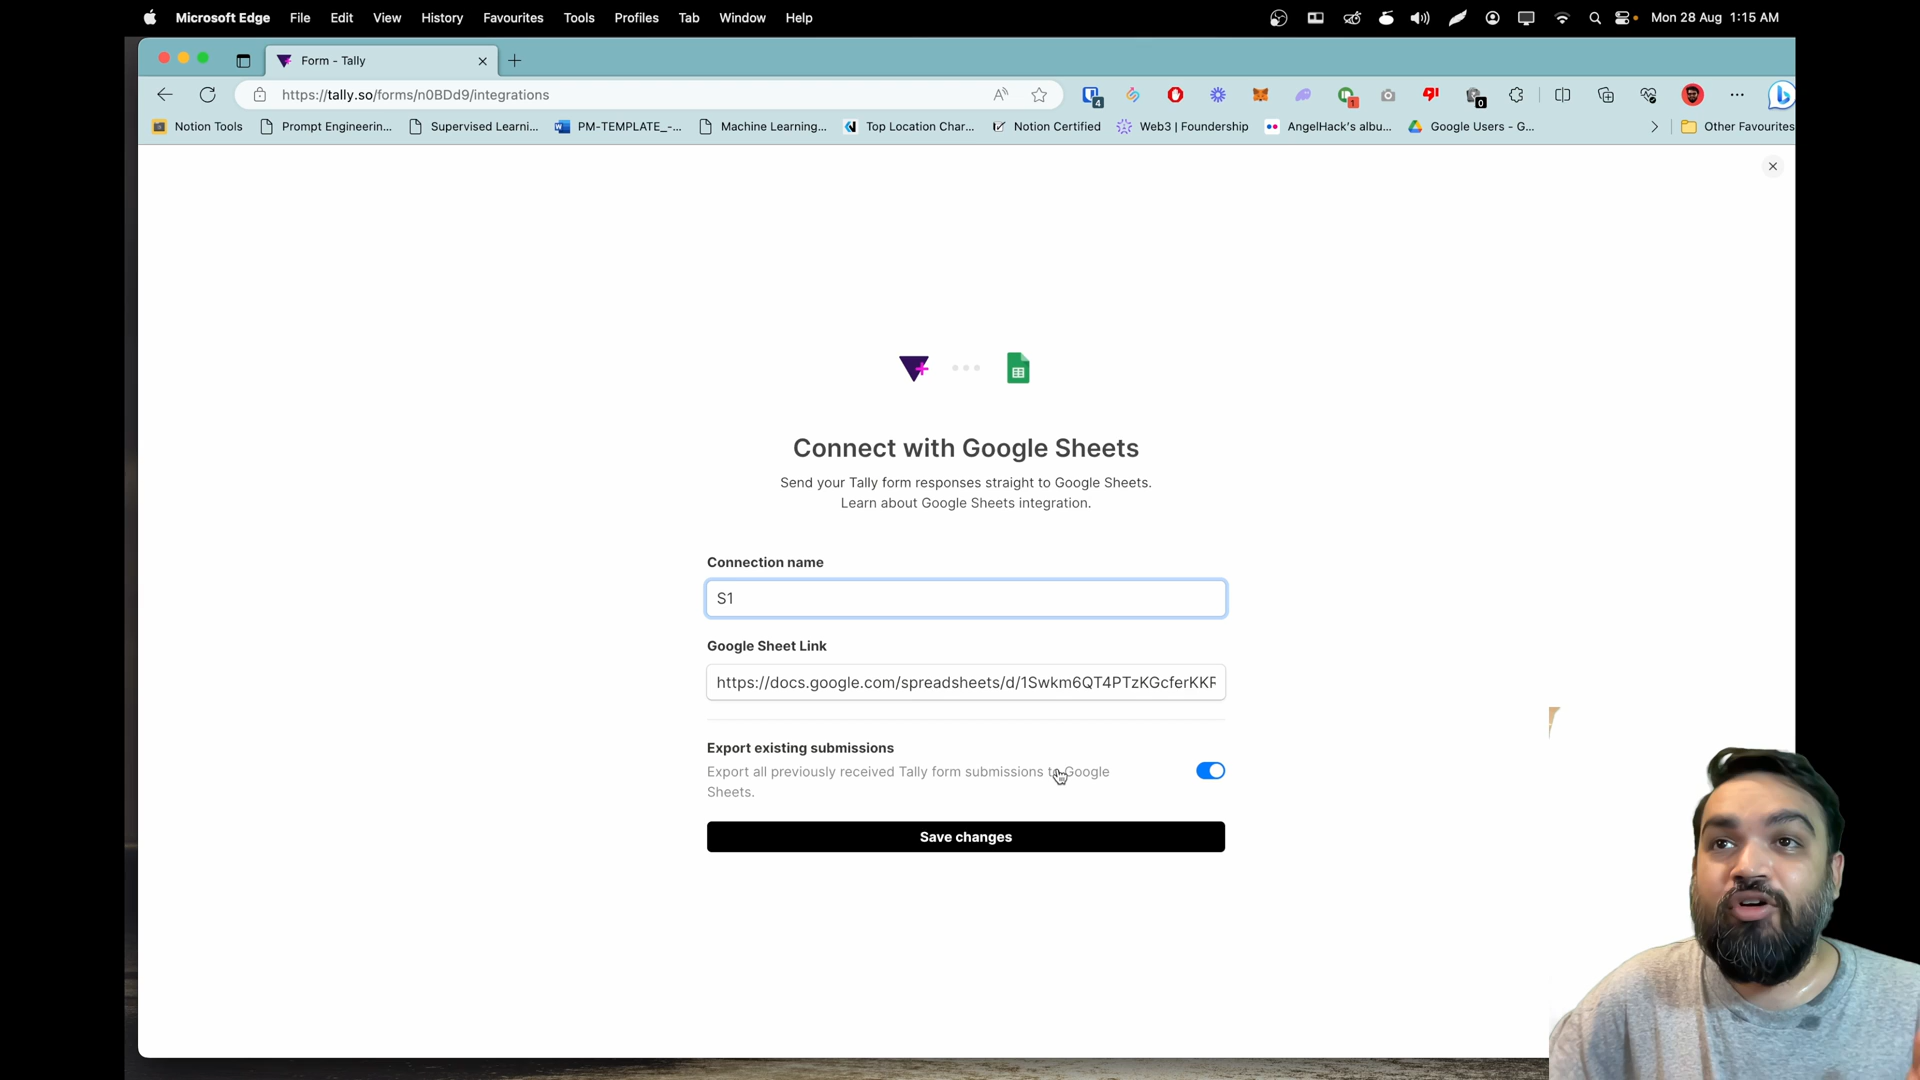 Microsoft Edge File Edit View History Favourites Tools Profiles Tab Window Help Mon 28 Aug 1:15 AM
Form - Tally
https://tally.so/forms/n0BDd9/integrations
4 1 0
Notion Tools Prompt Engineerin... Supervised Learni... PM-TEMPLATE_-... Machine Learning... Top Location Char... Notion Certified Web3 | Foundership AngelHack's albu... Google Users - G... Other Favourites
Connect with Google Sheets
Send your Tally form responses straight to Google Sheets.
Learn about Google Sheets integration.
Connection name
S1
Google Sheet Link
https://docs.google.com/spreadsheets/d/1Swkm6QT4PTzKGcferKKF
Export existing submissions
Export all previously received Tally form submissions to Google
Sheets.
Save changes